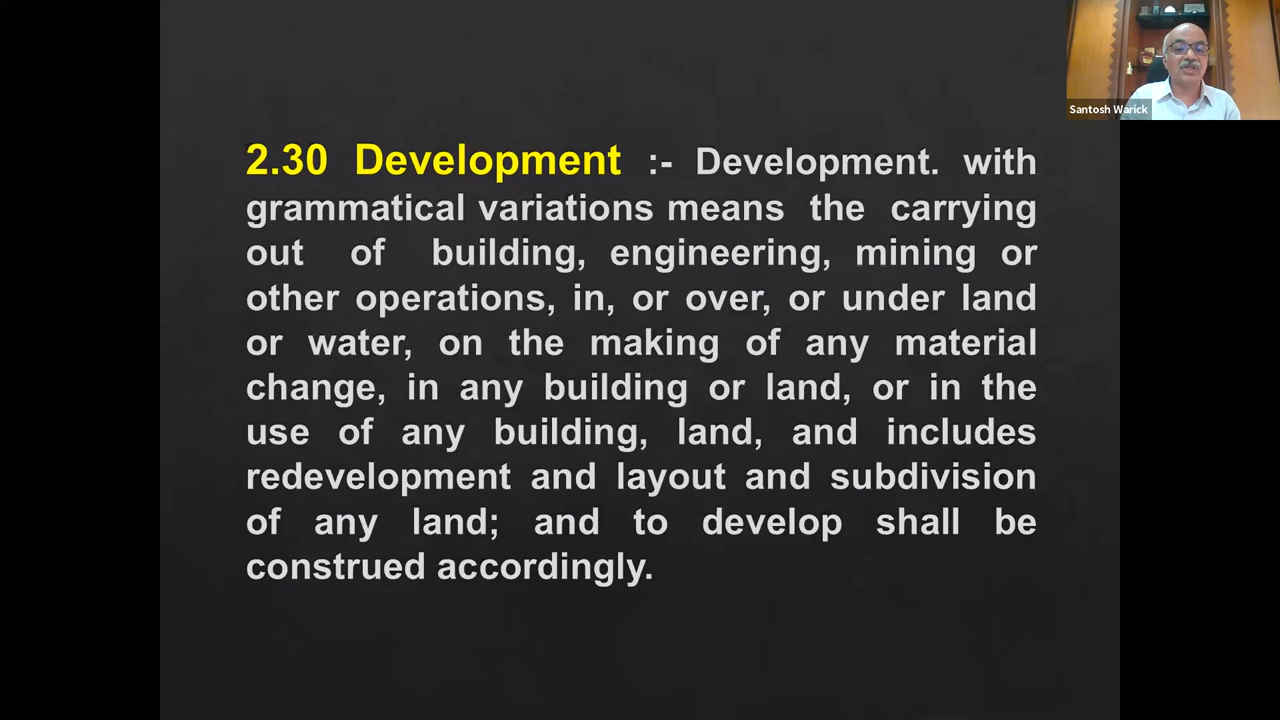 Santosh Warick
2.30 Development :- Development. with
grammatical variations means the carrying
out of building, engineering, mining or
other operations, in, or over, or under land
or water, on the making of any material
change, in any building or land, or in the
use of any building, land, and includes
redevelopment and layout and subdivision
of any land; and to develop shall be
construed accordingly.